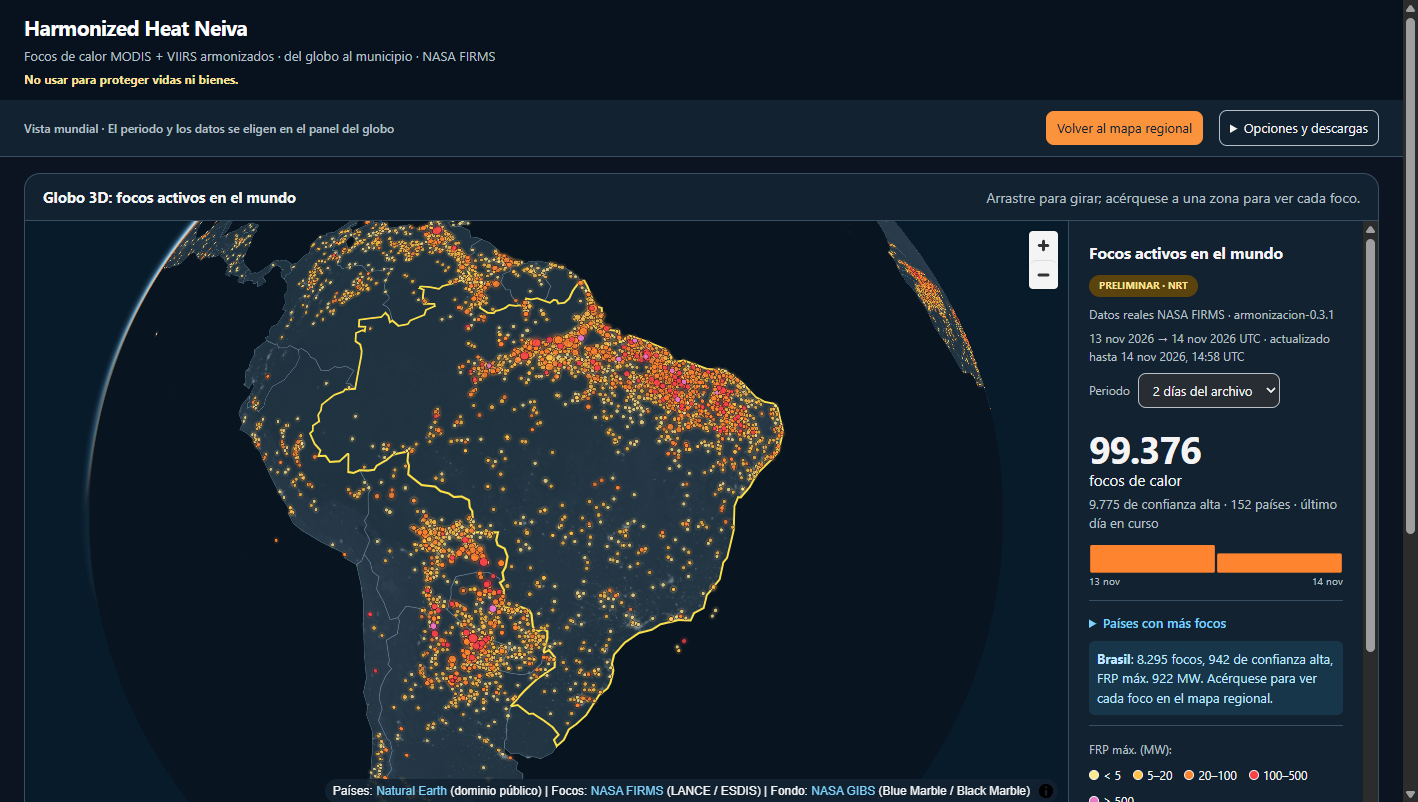 Harmonized Heat Neiva
Focos de calor MODIS + VIIRS armonizados · del globo al municipio · NASA FIRMS
No usar para proteger vidas ni bienes.
Vista mundial · El periodo y los datos se eligen en el panel del globo
Volver al mapa regional
▶ Opciones y descargas
Globo 3D: focos activos en el mundo
Arrastre para girar; acérquese a una zona para ver cada foco.
+
−
Focos activos en el mundo
PRELIMINAR · NRT
Datos reales NASA FIRMS · armonizacion-0.3.1
13 nov 2026 → 14 nov 2026 UTC · actualizado
hasta 14 nov 2026, 14:58 UTC
Periodo
2 días del archivo
99.376
focos de calor
9.775 de confianza alta · 152 países · último
día en curso
13 nov
14 nov
▶ Países con más focos
Brasil: 8.295 focos, 942 de confianza alta,
FRP máx. 922 MW. Acérquese para ver
cada foco en el mapa regional.
FRP máx. (MW):
< 5 5–20 20–100 100–500
> 500
Países: Natural Earth (dominio público) | Focos: NASA FIRMS (LANCE / ESDIS) | Fondo: NASA GIBS (Blue Marble / Black Marble)